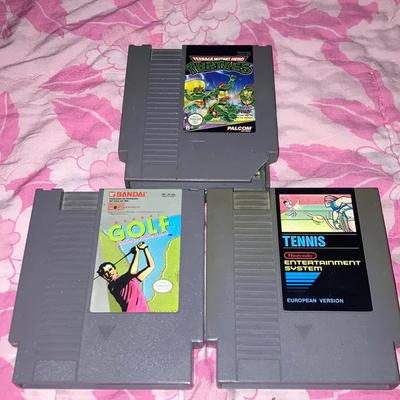 TEENAGE MUTANT HERO
TURTLES
PALCOM
BANDAI
GOLF
TENNIS
Nintendo
ENTERTAINMENT
SYSTEM
EUROPEAN VERSION